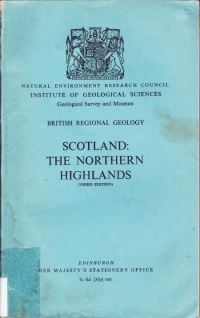 NATURAL ENVIRONMENT RESEARCH COUNCIL
INSTITUTE OF GEOLOGICAL SCIENCES
Geological Survey and Museum
BRITISH REGIONAL GEOLOGY
SCOTLAND:
THE NORTHERN
HIGHLANDS
(THIRD EDITION)
EDINBURGH
HER MAJESTY'S STATIONERY OFFICE
net